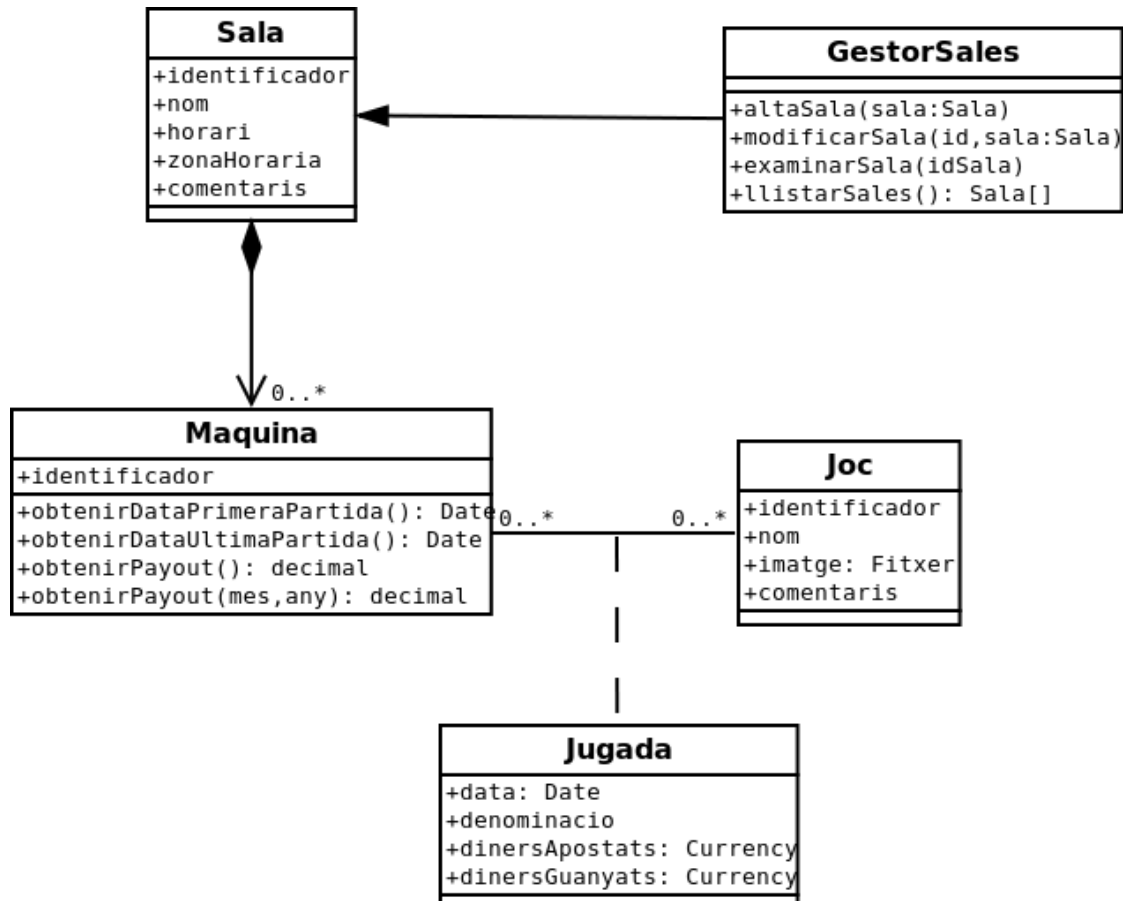 Sala
+identificador
+nom
+horari
+zonaHoraria
+comentaris
GestorSales
+altaSala(sala:Sala)
+modificarSala(id,sala:Sala)
+examinarSala(idSala)
+llistarSales(): Sala[]
0..*
Maquina
+identificador
+obtenirDataPrimeraPartida(): Date
+obtenirDataUltimaPartida(): Date
+obtenirPayout(): decimal
+obtenirPayout(mes,any): decimal
0..*
0..*
Joc
+identificador
+nom
+imatge: Fitxer
+comentaris
Jugada
+data: Date
+denominacio
+dinersApostats: Currency
+dinersGuanyats: Currency